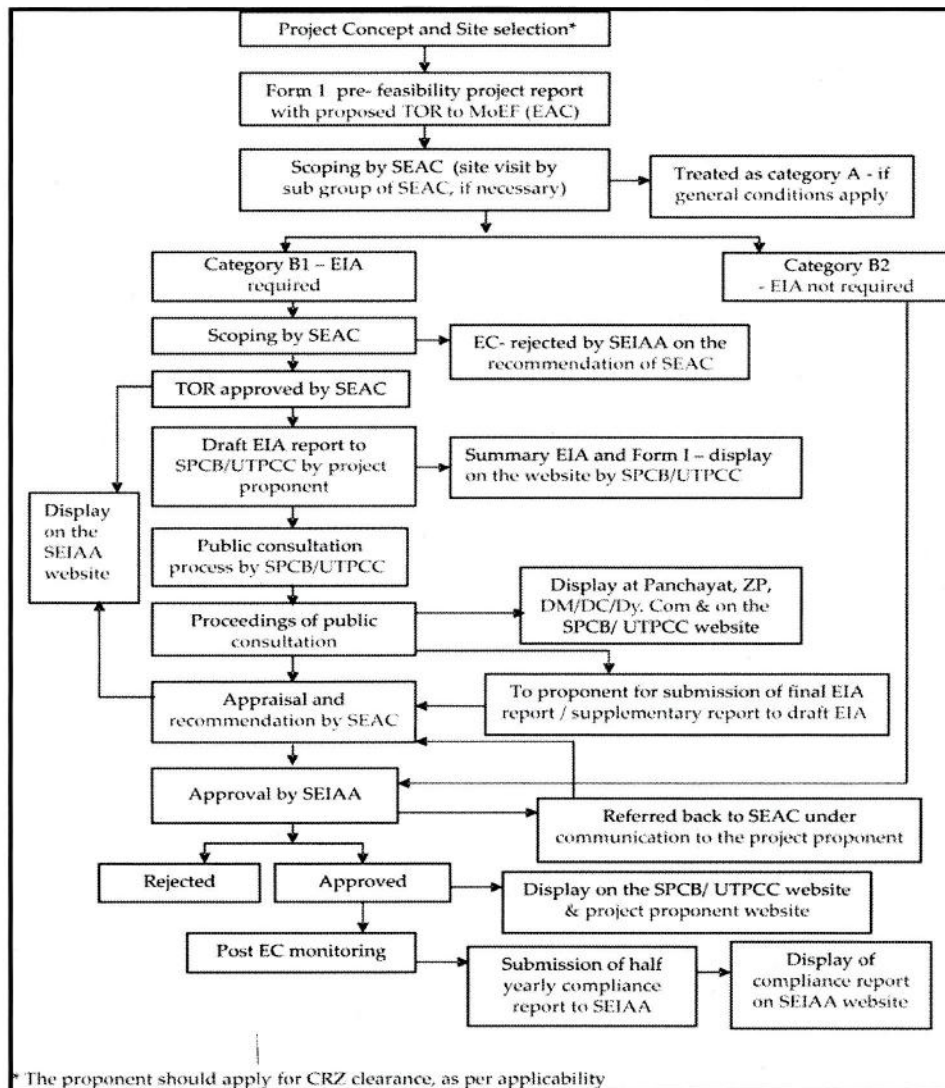 Project Concept and Site selection*
Form 1 pre- feasibility project report
with proposed TOR to MoEF (EAC)
Scoping by SEAC (site visit by
sub group of SEAC, if necessary)
Treated as category A - if
general conditions apply
Category B1 – EIA
required
Category B2
- EIA not required
Scoping by SEAC
EC- rejected by SEIAA on the
recommendation of SEAC
TOR approved by SEAC
Draft EIA report to
SPCB/UTPCC by project
proponent
Summary EIA and Form I – display
on the website by SPCB/UTPCC
Display
on the
SEIAA
website
Public consultation
process by SPCB/UTPCC
Proceedings of public
consultation
Display at Panchayat, ZP,
DM/DC/Dy. Com & on the
SPCB/ UTPCC website
Appraisal and
recommendation by SEAC
To proponent for submission of final EIA
report / supplementary report to draft EIA
Approval by SEIAA
Referred back to SEAC under
communication to the project proponent
Rejected
Approved
Display on the SPCB/ UTPCC website
& project proponent website
Post EC monitoring
Submission of half
yearly compliance
report to SEIAA
Display of
compliance report
on SEIAA website
* The proponent should apply for CRZ clearance, as per applicability